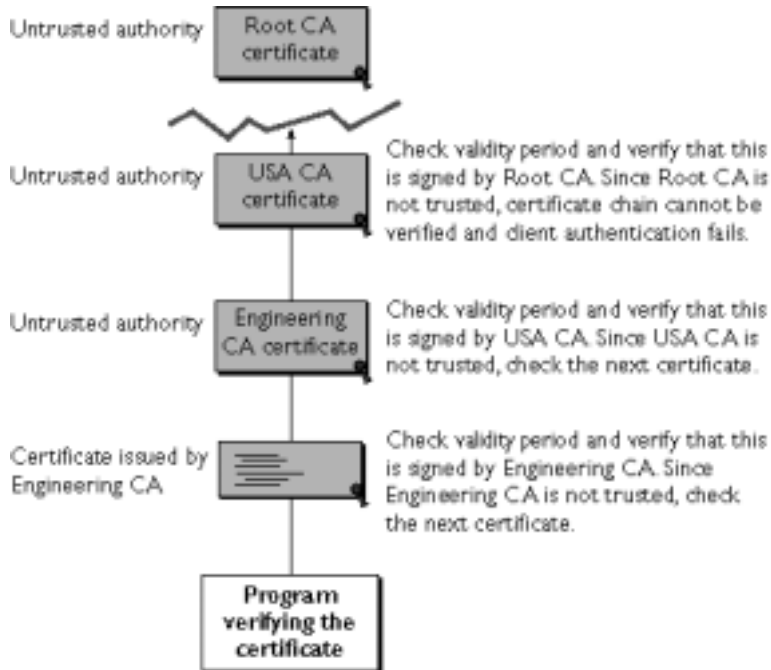 Untrusted authority
Root CA
certificate
Untrusted authority
USA CA
certificate
Check validity period and verify that this
is signed by Root CA. Since Root CA is
not trusted, certificate chain cannot be
verified and client authentication fails.
Untrusted authority
Engineering
CA certificate
Check validity period and verify that this
is signed by USA CA. Since USA CA is
not trusted, check the next certificate.
Certificate issued by
Engineering CA
Check validity period and verify that this
is signed by Engineering CA. Since
Engineering CA is not trusted, check
the next certificate.
Program
verifying the
certificate